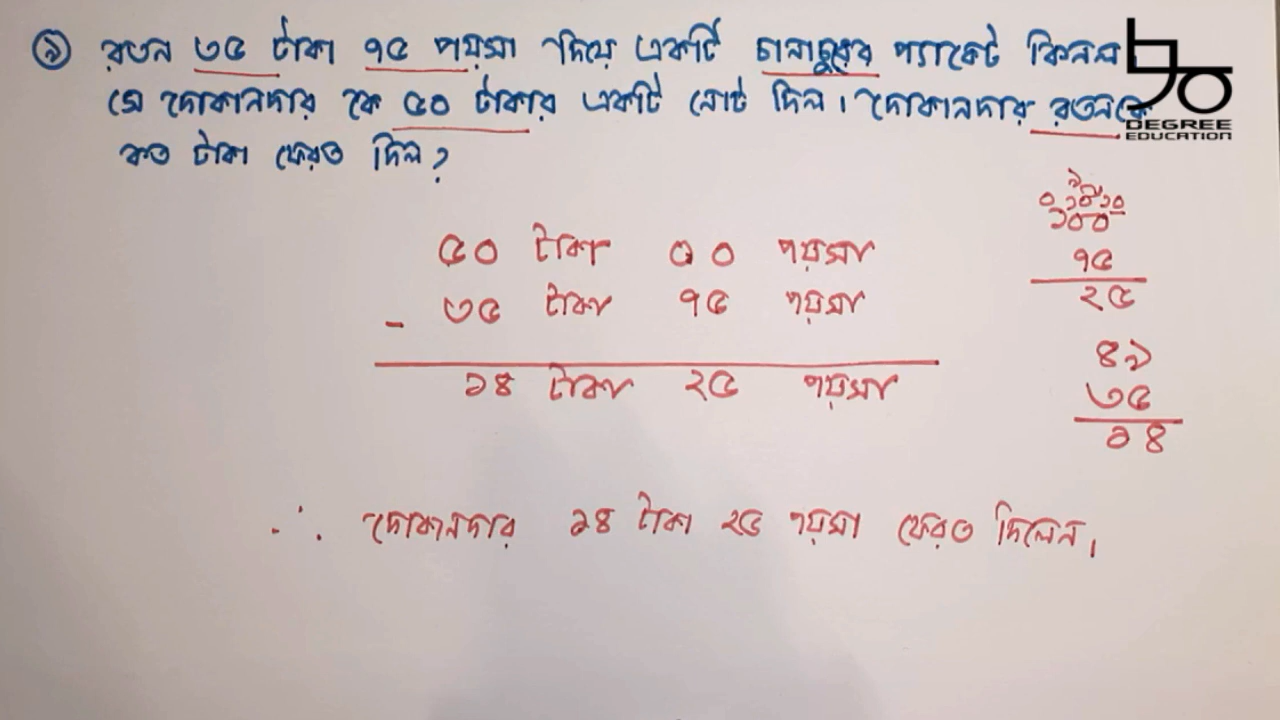 ৯ রতন ৩৫ টাকা ৭৫ পয়সা দিয়ে একটি চানাচুরের প্যাকেট কিনল
সে দোকানদার কে ৫০ টাকার একটি নোট দিল। দোকানদার রতনকে
কত টাকা ফেরত দিল?
DEGREE
EDUCATION
৫০ টাকা ০০ পয়সা
- ৩৫ টাকা ৭৫ পয়সা
১৪ টাকা ২৫ পয়সা
১০০
৭৫
২৫
৪৯
৩৫
১৪
∴ দোকানদার ১৪ টাকা ২৫ পয়সা ফেরত দিলেন।